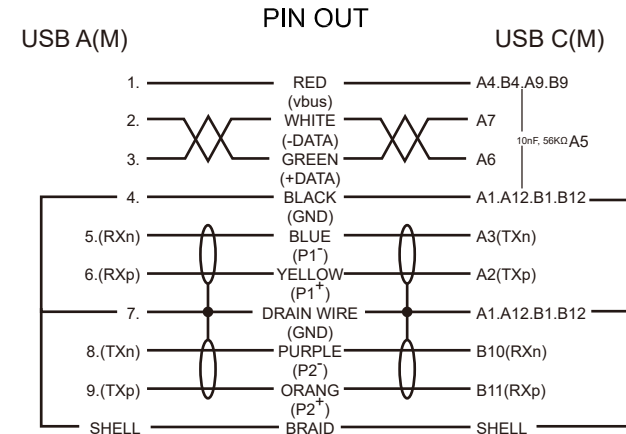 PIN OUT
USB A(M) USB C(M)
1. RED A4.B4.A9.B9
(vbus)
2. WHITE A7
(-DATA) 10nF, 56KΩ A5
3. GREEN A6
(+DATA)
4. BLACK A1.A12.B1.B12
(GND)
5.(RXn) BLUE A3(TXn)
(P1-)
6.(RXp) YELLOW A2(TXp)
(P1+)
7. DRAIN WIRE A1.A12.B1.B12
(GND)
8.(TXn) PURPLE B10(RXn)
(P2-)
9.(TXp) ORANG B11(RXp)
(P2+)
SHELL BRAID SHELL